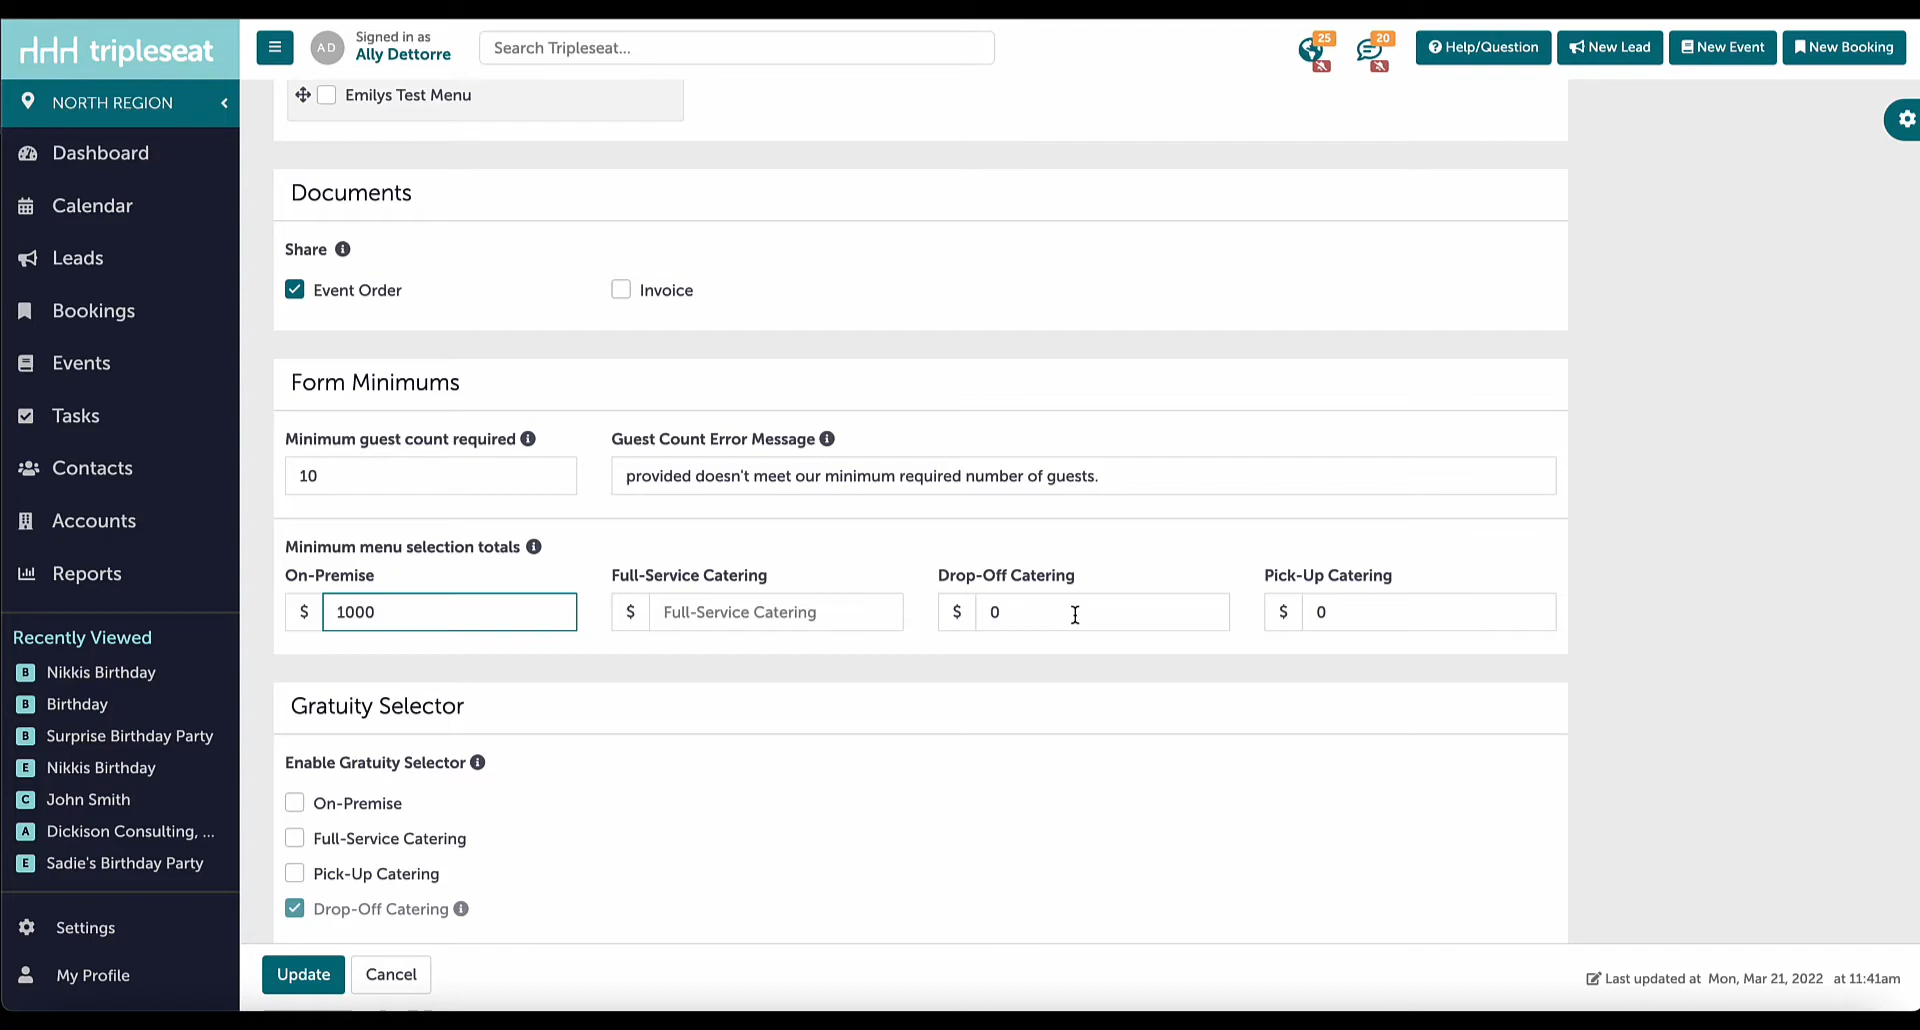 tripleseat
AD
Signed in as
Ally Dettorre
Search Tripleseat...
25
20
Help/Question
New Lead
New Event
New Booking
NORTH REGION
Dashboard
Calendar
Leads
Bookings
Events
Tasks
Contacts
Accounts
Reports
Recently Viewed
B Nikkis Birthday
B Birthday
B Surprise Birthday Party
E Nikkis Birthday
C John Smith
A Dickison Consulting, ...
E Sadie's Birthday Party
Settings
My Profile
Emilys Test Menu
Documents
Share
Event Order Invoice
Form Minimums
Minimum guest count required Guest Count Error Message
10 provided doesn't meet our minimum required number of guests.
Minimum menu selection totals
On-Premise Full-Service Catering Drop-Off Catering Pick-Up Catering
$ 1000 $ Full-Service Catering $ 0 $ 0
Gratuity Selector
Enable Gratuity Selector
On-Premise
Full-Service Catering
Pick-Up Catering
Drop-Off Catering
Update Cancel
Last updated at Mon, Mar 21, 2022 at 11:41am